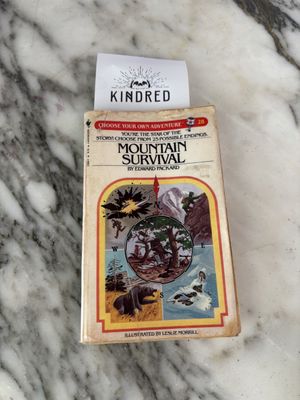 KINDRED
CHOOSE YOUR OWN ADVENTURE 28
YOU'RE THE STAR OF THE
STORY! CHOOSE FROM 25 POSSIBLE ENDINGS.
MOUNTAIN
SURVIVAL
BY EDWARD PACKARD
N
W
E
S
ILLUSTRATED BY LESLIE MORRILL